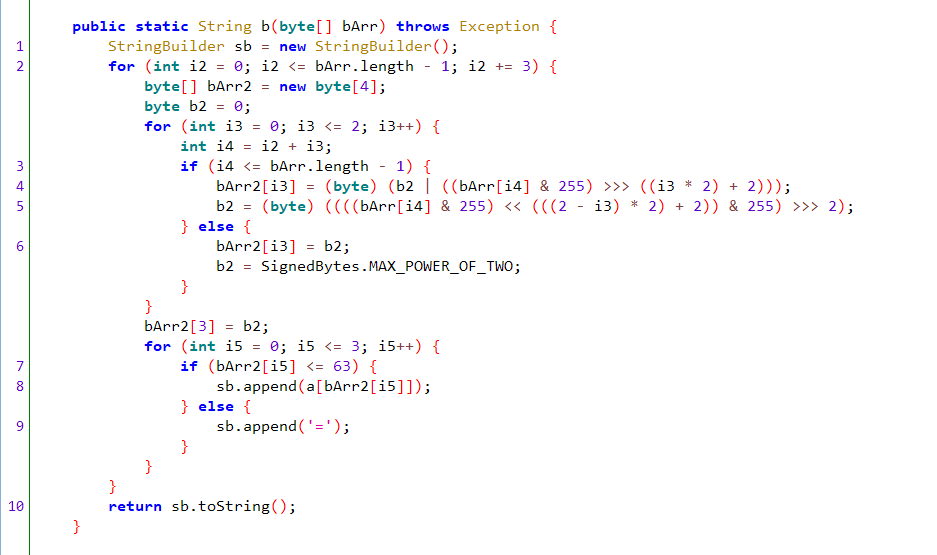 public static String b(byte[] bArr) throws Exception {
1 StringBuilder sb = new StringBuilder();
2 for (int i2 = 0; i2 <= bArr.length - 1; i2 += 3) {
byte[] bArr2 = new byte[4];
byte b2 = 0;
for (int i3 = 0; i3 <= 2; i3++) {
int i4 = i2 + i3;
3 if (i4 <= bArr.length - 1) {
4 bArr2[i3] = (byte) (b2 | ((bArr[i4] & 255) >>> ((i3 * 2) + 2)));
5 b2 = (byte) ((((bArr[i4] & 255) << (((2 - i3) * 2) + 2)) & 255) >>> 2);
} else {
6 bArr2[i3] = b2;
b2 = SignedBytes.MAX_POWER_OF_TWO;
}
}
bArr2[3] = b2;
for (int i5 = 0; i5 <= 3; i5++) {
7 if (bArr2[i5] <= 63) {
8 sb.append(a[bArr2[i5]]);
} else {
9 sb.append('=');
}
}
}
10 return sb.toString();
}